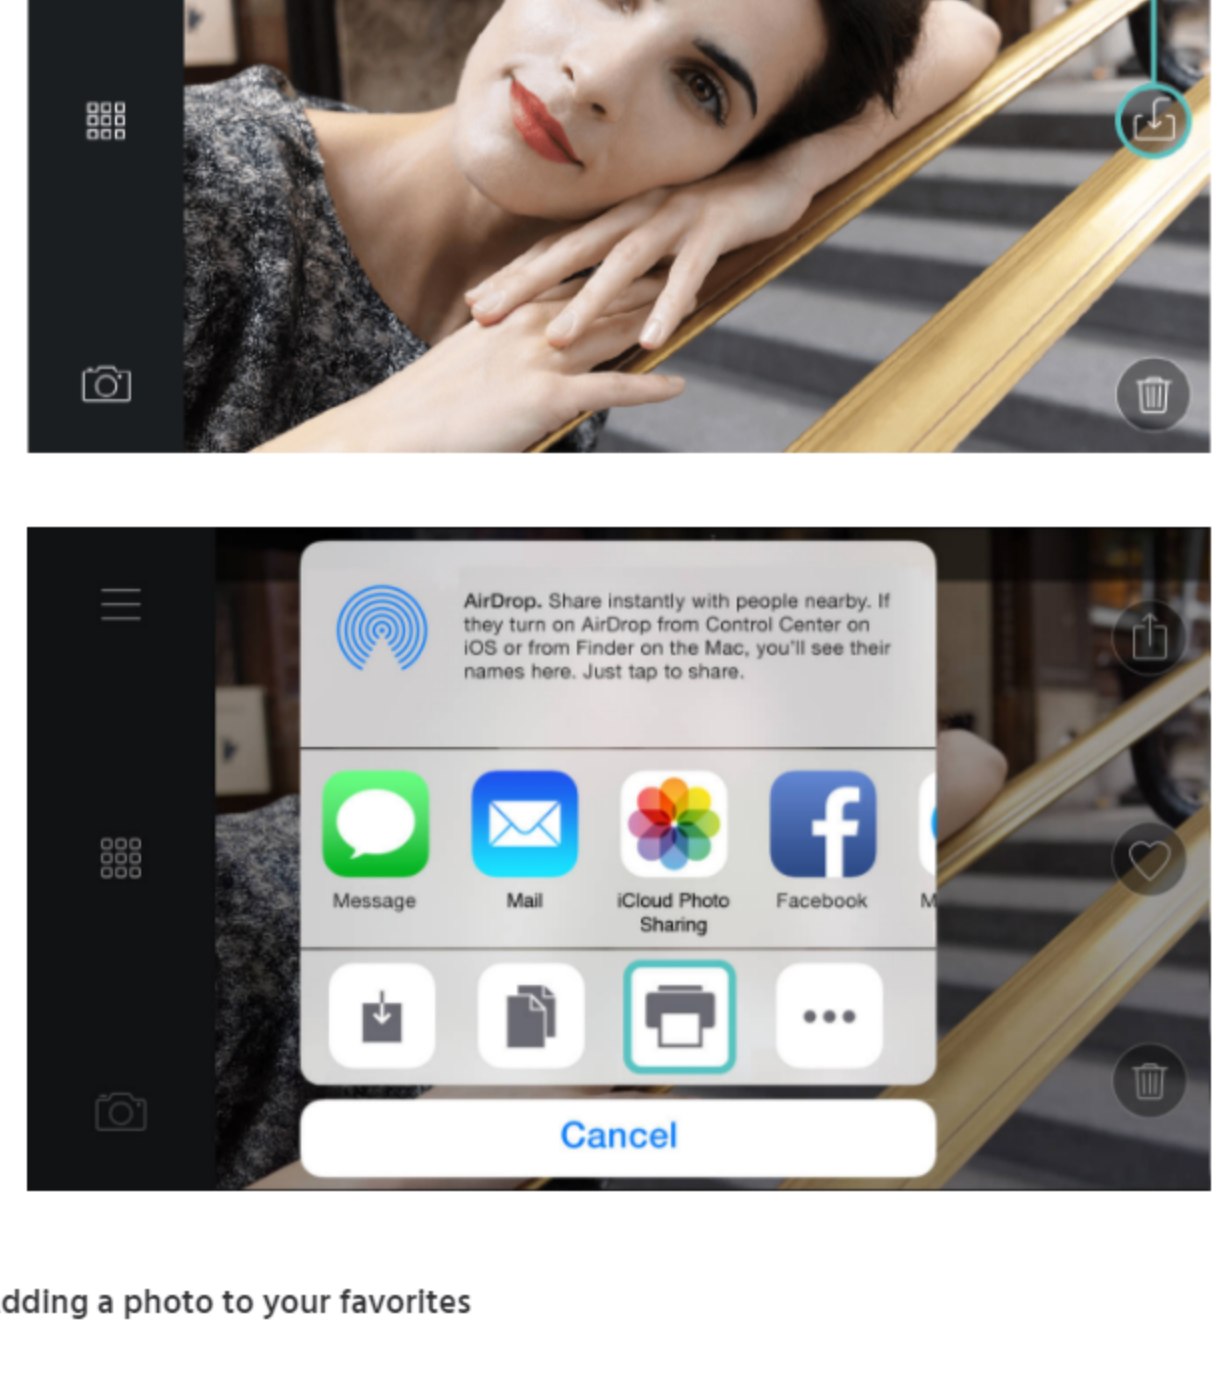 AirDrop. Share instantly with people nearby. If
they turn on AirDrop from Control Center on
iOS or from Finder on the Mac, you'll see their
names here. Just tap to share.
Message
Mail
iCloud Photo
Sharing
Facebook
M
Cancel
dding a photo to your favorites